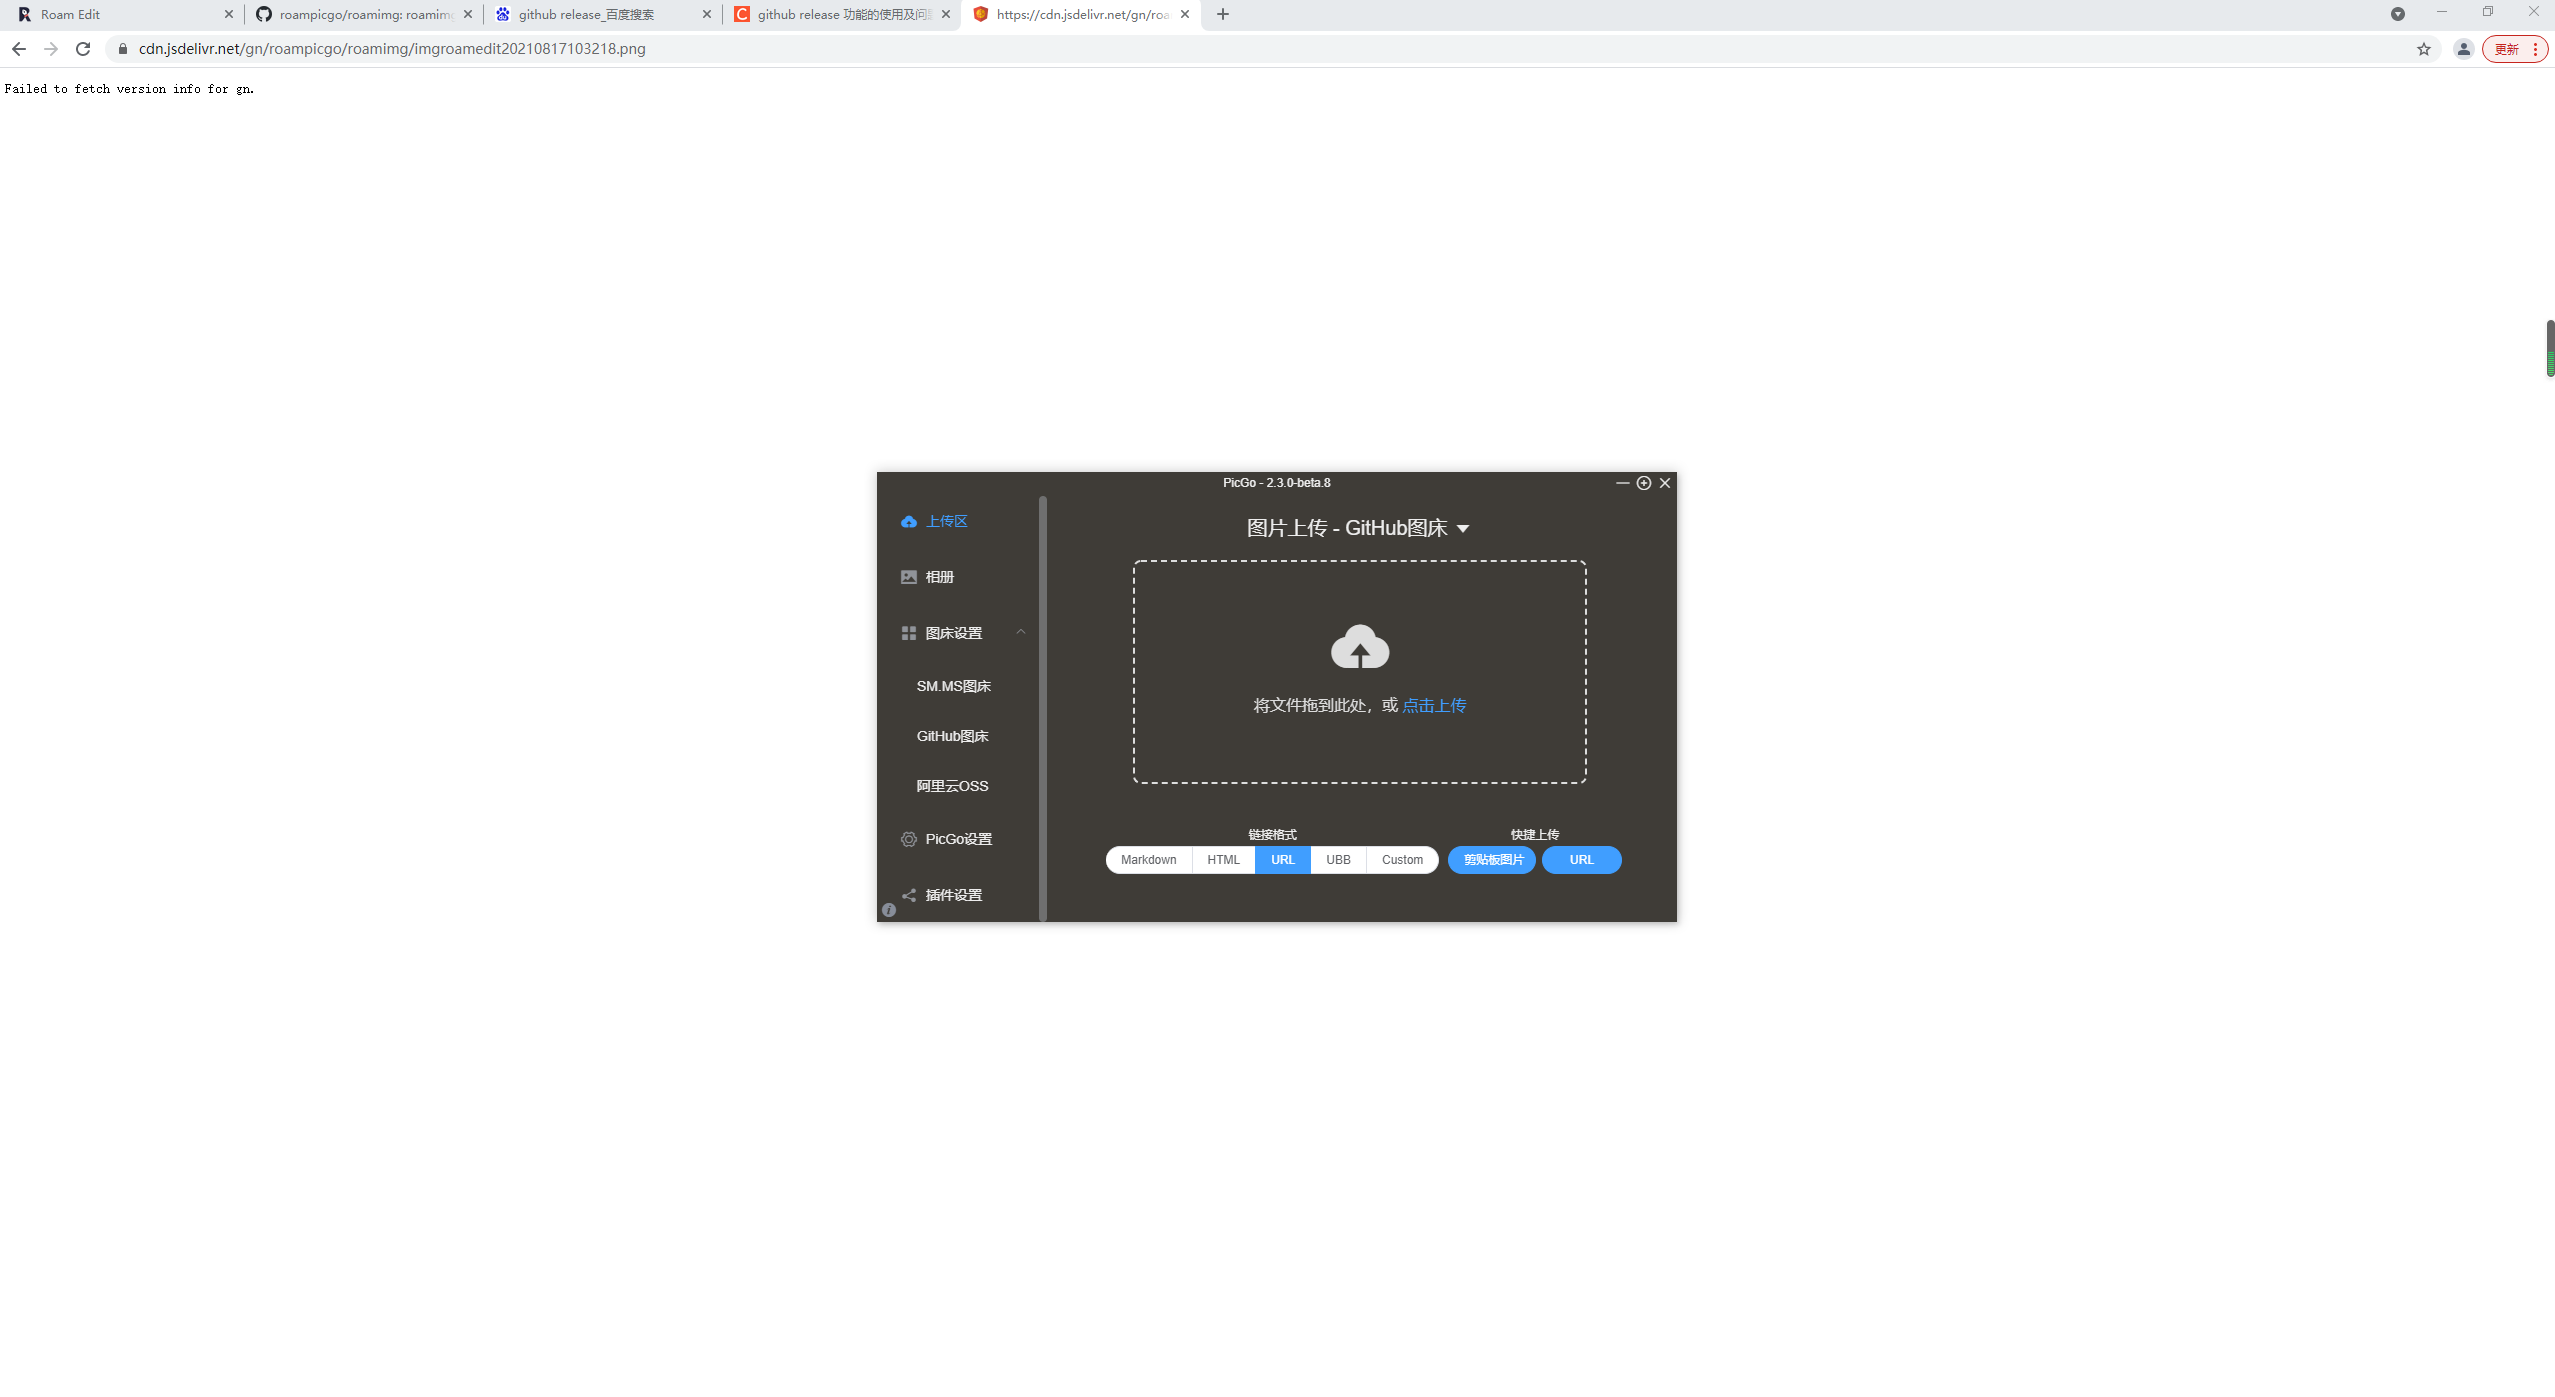 Roam Edit
roampicgo/roamimg: roamimg
github release_百度搜索
github release 功能的使用及问题
https://cdn.jsdelivr.net/gn/roa
cdn.jsdelivr.net/gn/roampicgo/roamimg/imgroamedit20210817103218.png
更新
Failed to fetch version info for gn.
PicGo - 2.3.0-beta.8
上传区
相册
图床设置
SM.MS图床
GitHub图床
阿里云OSS
PicGo设置
插件设置
图片上传 - GitHub图床
将文件拖到此处，或 点击上传
链接格式
快捷上传
Markdown HTML URL UBB Custom
剪贴板图片 URL